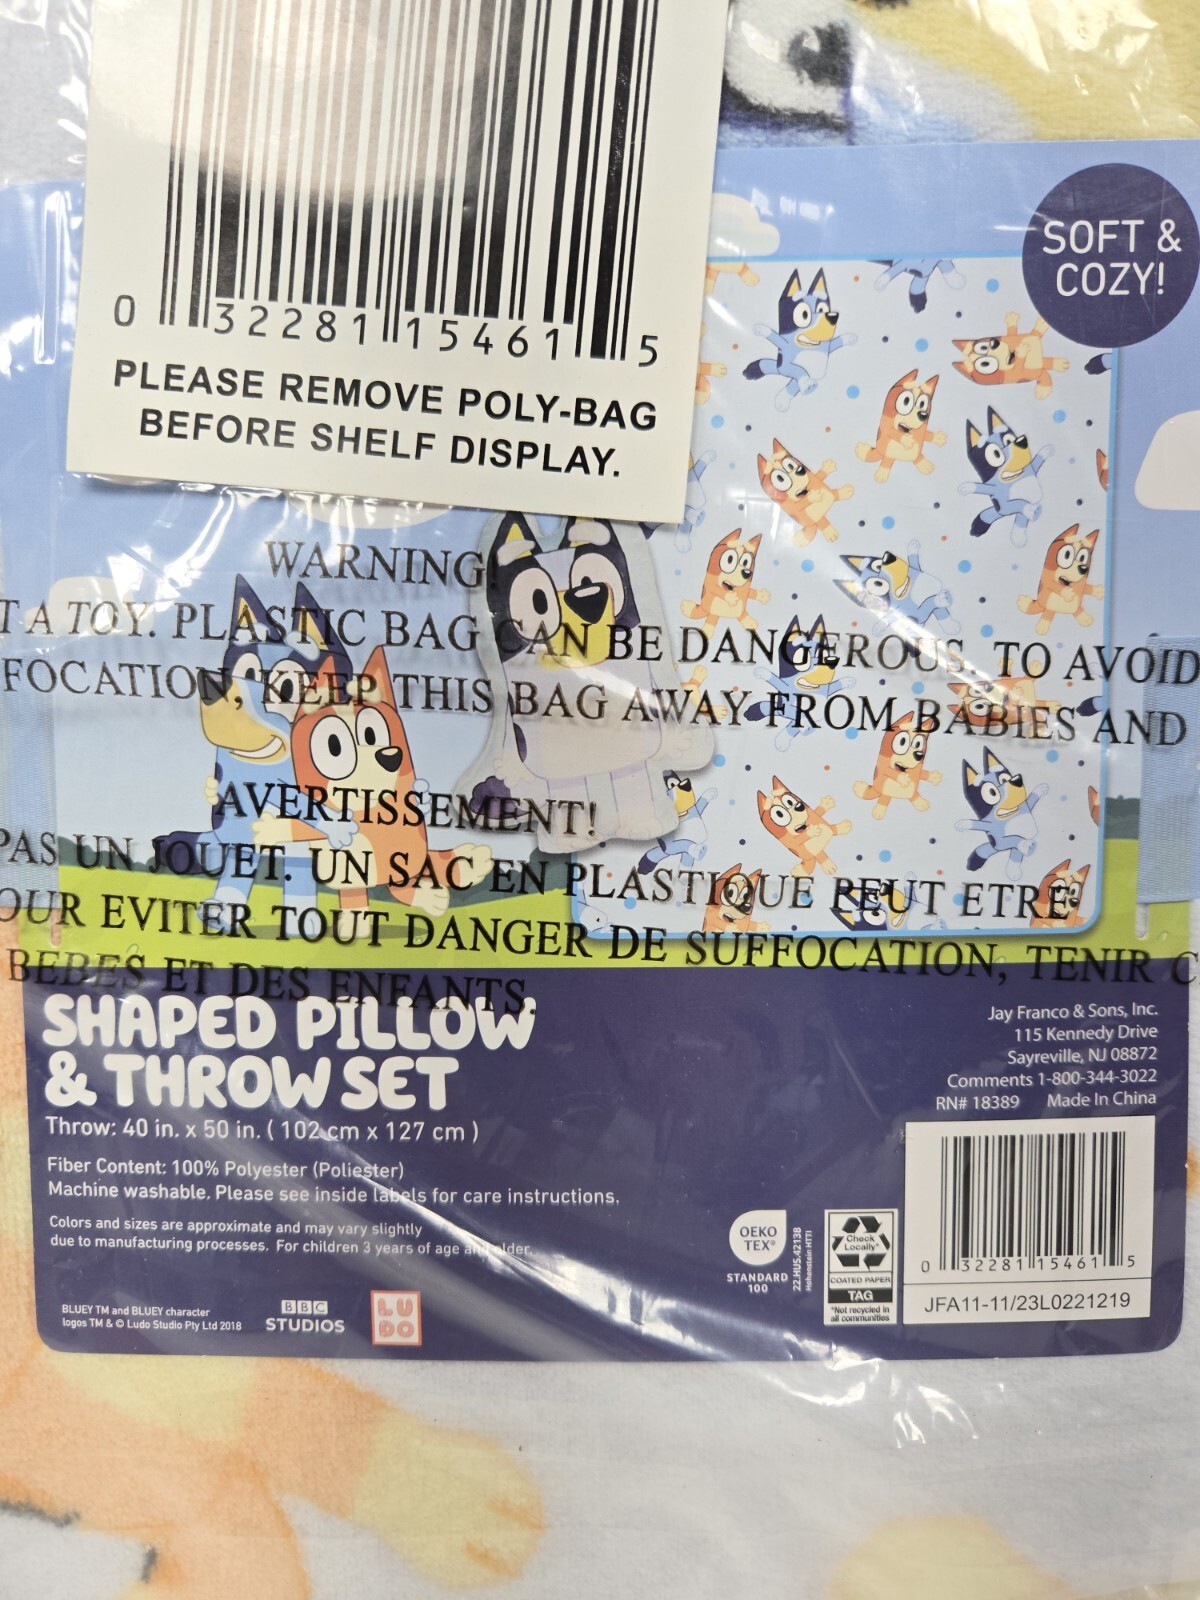 0 32281 15461 5
PLEASE REMOVE POLY-BAG
BEFORE SHELF DISPLAY.
SOFT &
COZY!
WARNING!
T A TOY. PLASTIC BAG CAN BE DANGEROUS. TO AVOID
FOCATION, KEEP THIS BAG AWAY FROM BABIES AND
AVERTISSEMENT!
PAS UN JOUET. UN SAC EN PLASTIQUE PEUT ETRE
OUR EVITER TOUT DANGER DE SUFFOCATION, TENIR C
BEBES ET DES ENFANTS.
SHAPED PILLOW
& THROW SET
Throw: 40 in. x 50 in. ( 102 cm x 127 cm )
Fiber Content: 100% Polyester (Poliester)
Machine washable. Please see inside labels for care instructions.
Colors and sizes are approximate and may vary slightly
due to manufacturing processes. For children 3 years of age and older.
BLUEY TM and BLUEY character
logos TM & © Ludo Studio Pty Ltd 2018
BBC
STUDIOS
LU
DO
Jay Franco & Sons, Inc.
115 Kennedy Drive
Sayreville, NJ 08872
Comments 1-800-344-3022
RN# 18389 Made In China
OEKO
TEX®
STANDARD
100
22.HUS.42138
Hohenstein HTTI
Check
Locally*
COATED PAPER
TAG
*Not recycled in
all communities
0 32281 15461 5
JFA11-11/23L0221219